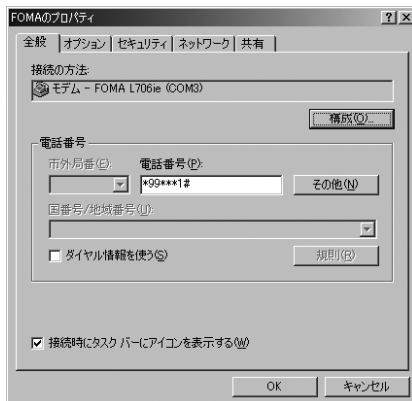 FOMAのプロパティ
全般 オプション セキュリティ ネットワーク 共有
接続の方法:
モデム - FOMA L706ie (COM3)
構成(O)...
電話番号
市外局番(E): 電話番号(P):
*99***1# その他(N)
国番号/地域番号(U):
ダイヤル情報を使う(S) 規則(R)
接続時にタスク バーにアイコンを表示する(W)
OK キャンセル